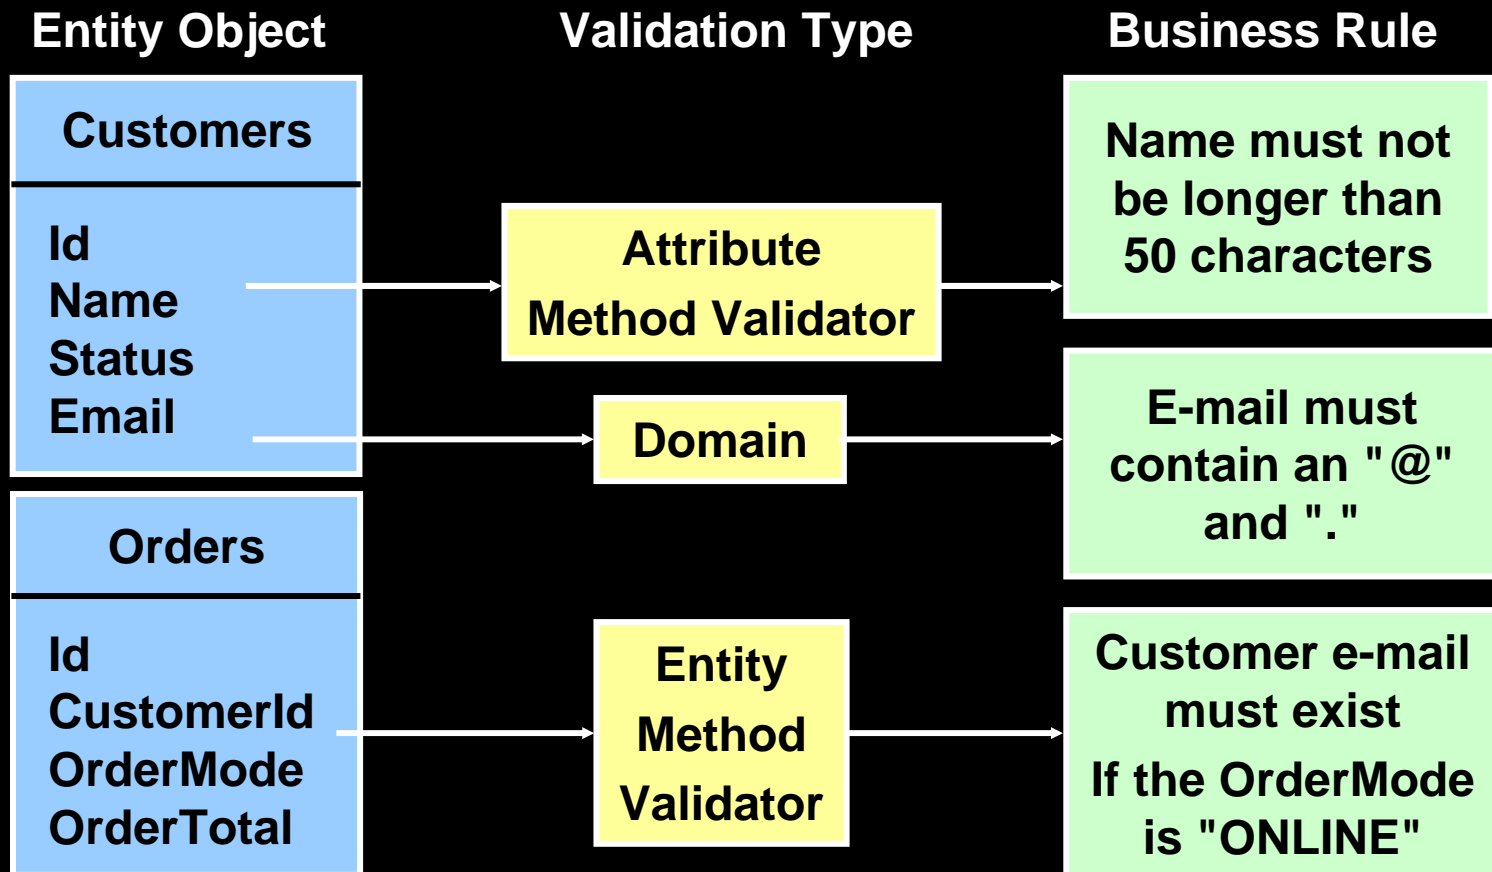 Entity Object
Validation Type
Business Rule
Customers
Id
Name
Status
Email
Attribute
Method Validator
Name must not
be longer than
50 characters
Domain
E-mail must
contain an "@"
and "."
Orders
Id
CustomerId
OrderMode
OrderTotal
Entity
Method
Validator
Customer e-mail
must exist
If the OrderMode
is "ONLINE"